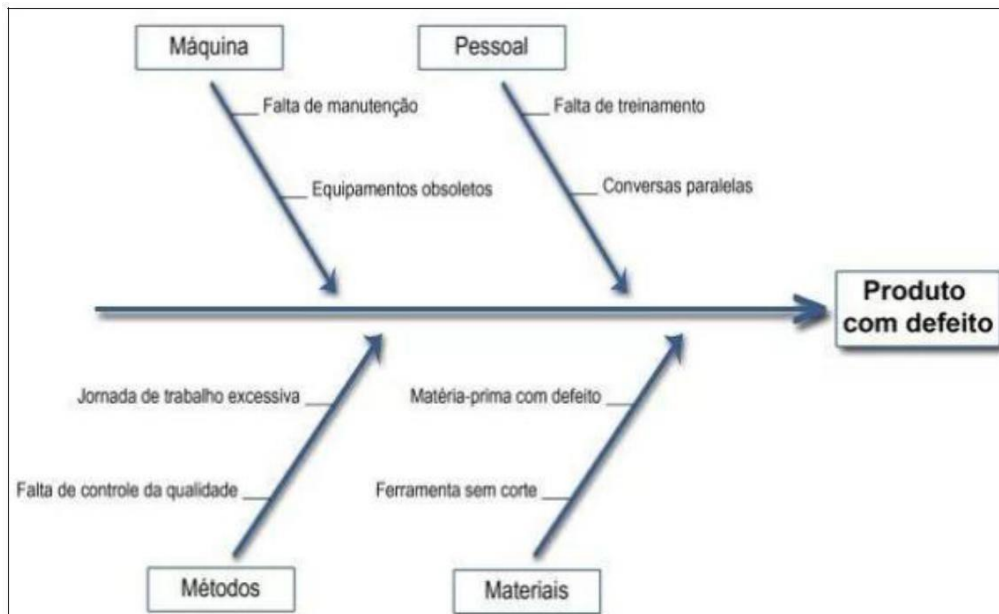 Máquina
Pessoal
Falta de manutenção
Falta de treinamento
Equipamentos obsoletos
Conversas paralelas
Produto
com defeito
Jornada de trabalho excessiva
Matéria-prima com defeito
Falta de controle da qualidade
Ferramenta sem corte
Métodos
Materiais